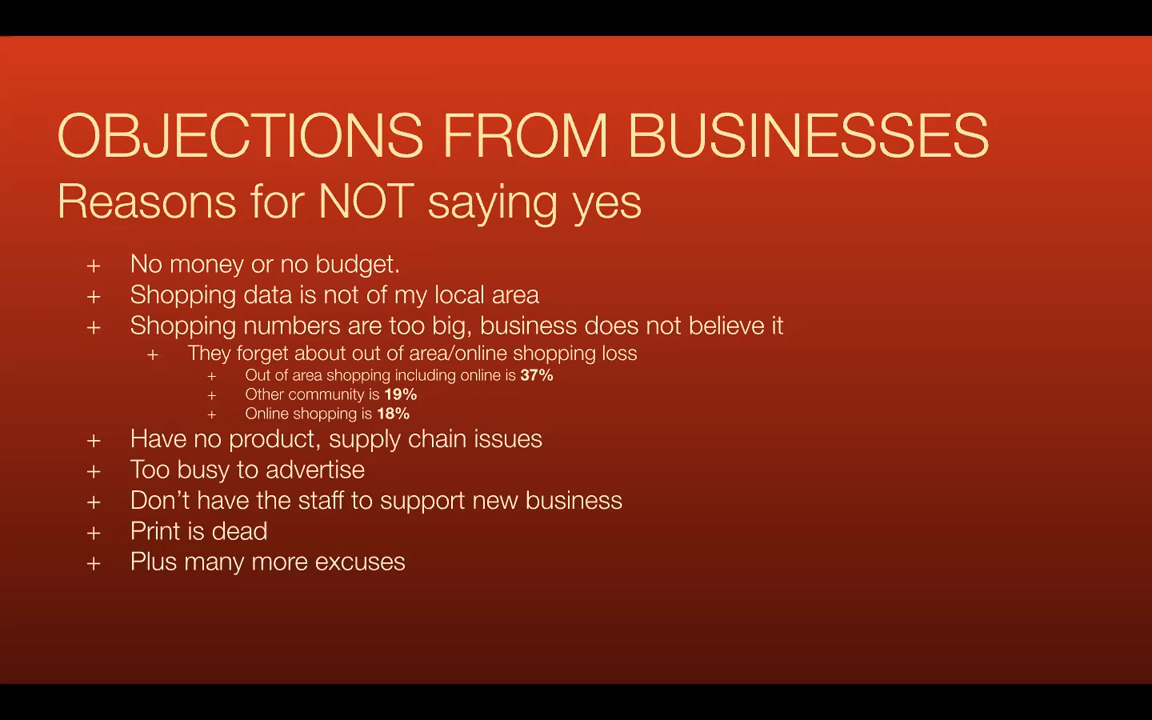 OBJECTIONS FROM BUSINESSES
Reasons for NOT saying yes
+ No money or no budget.
+ Shopping data is not of my local area
+ Shopping numbers are too big, business does not believe it
+ They forget about out of area/online shopping loss
+ Out of area shopping including online is 37%
+ Other community is 19%
+ Online shopping is 18%
+ Have no product, supply chain issues
+ Too busy to advertise
+ Don’t have the staff to support new business
+ Print is dead
+ Plus many more excuses